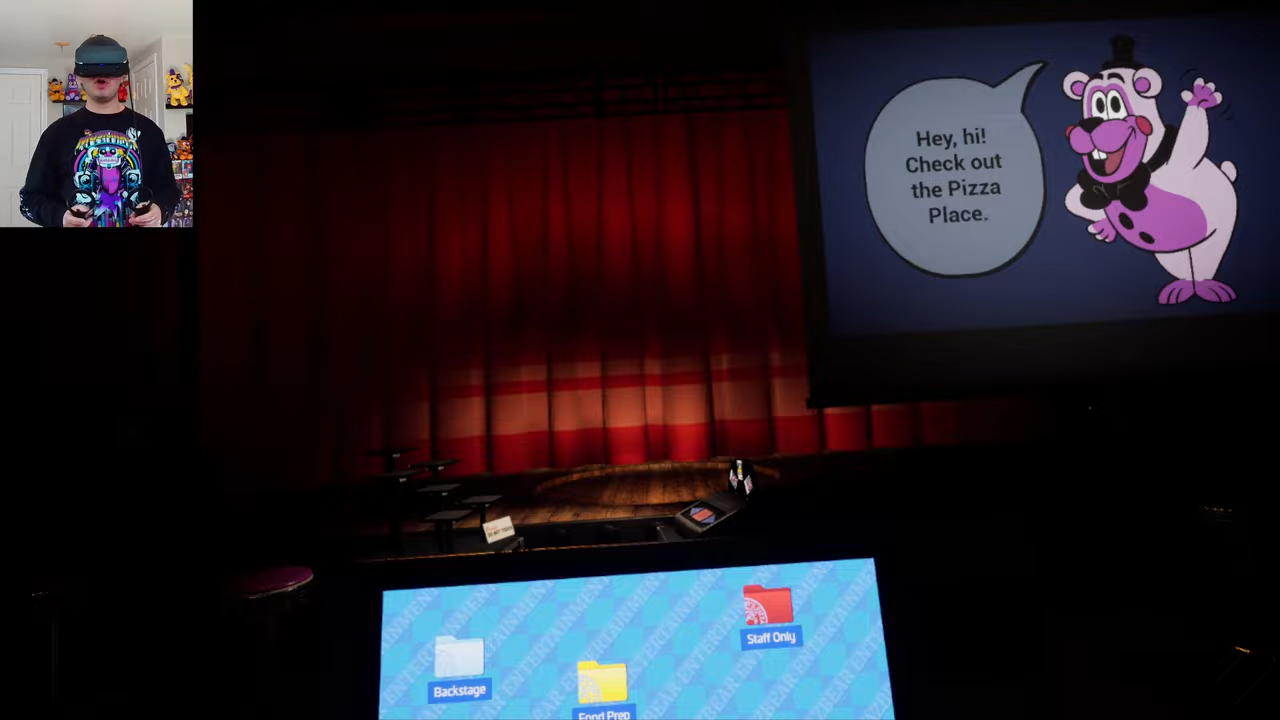 Hey, hi!
Check out
the Pizza
Place.
Staff Only
Backstage
Food Prep